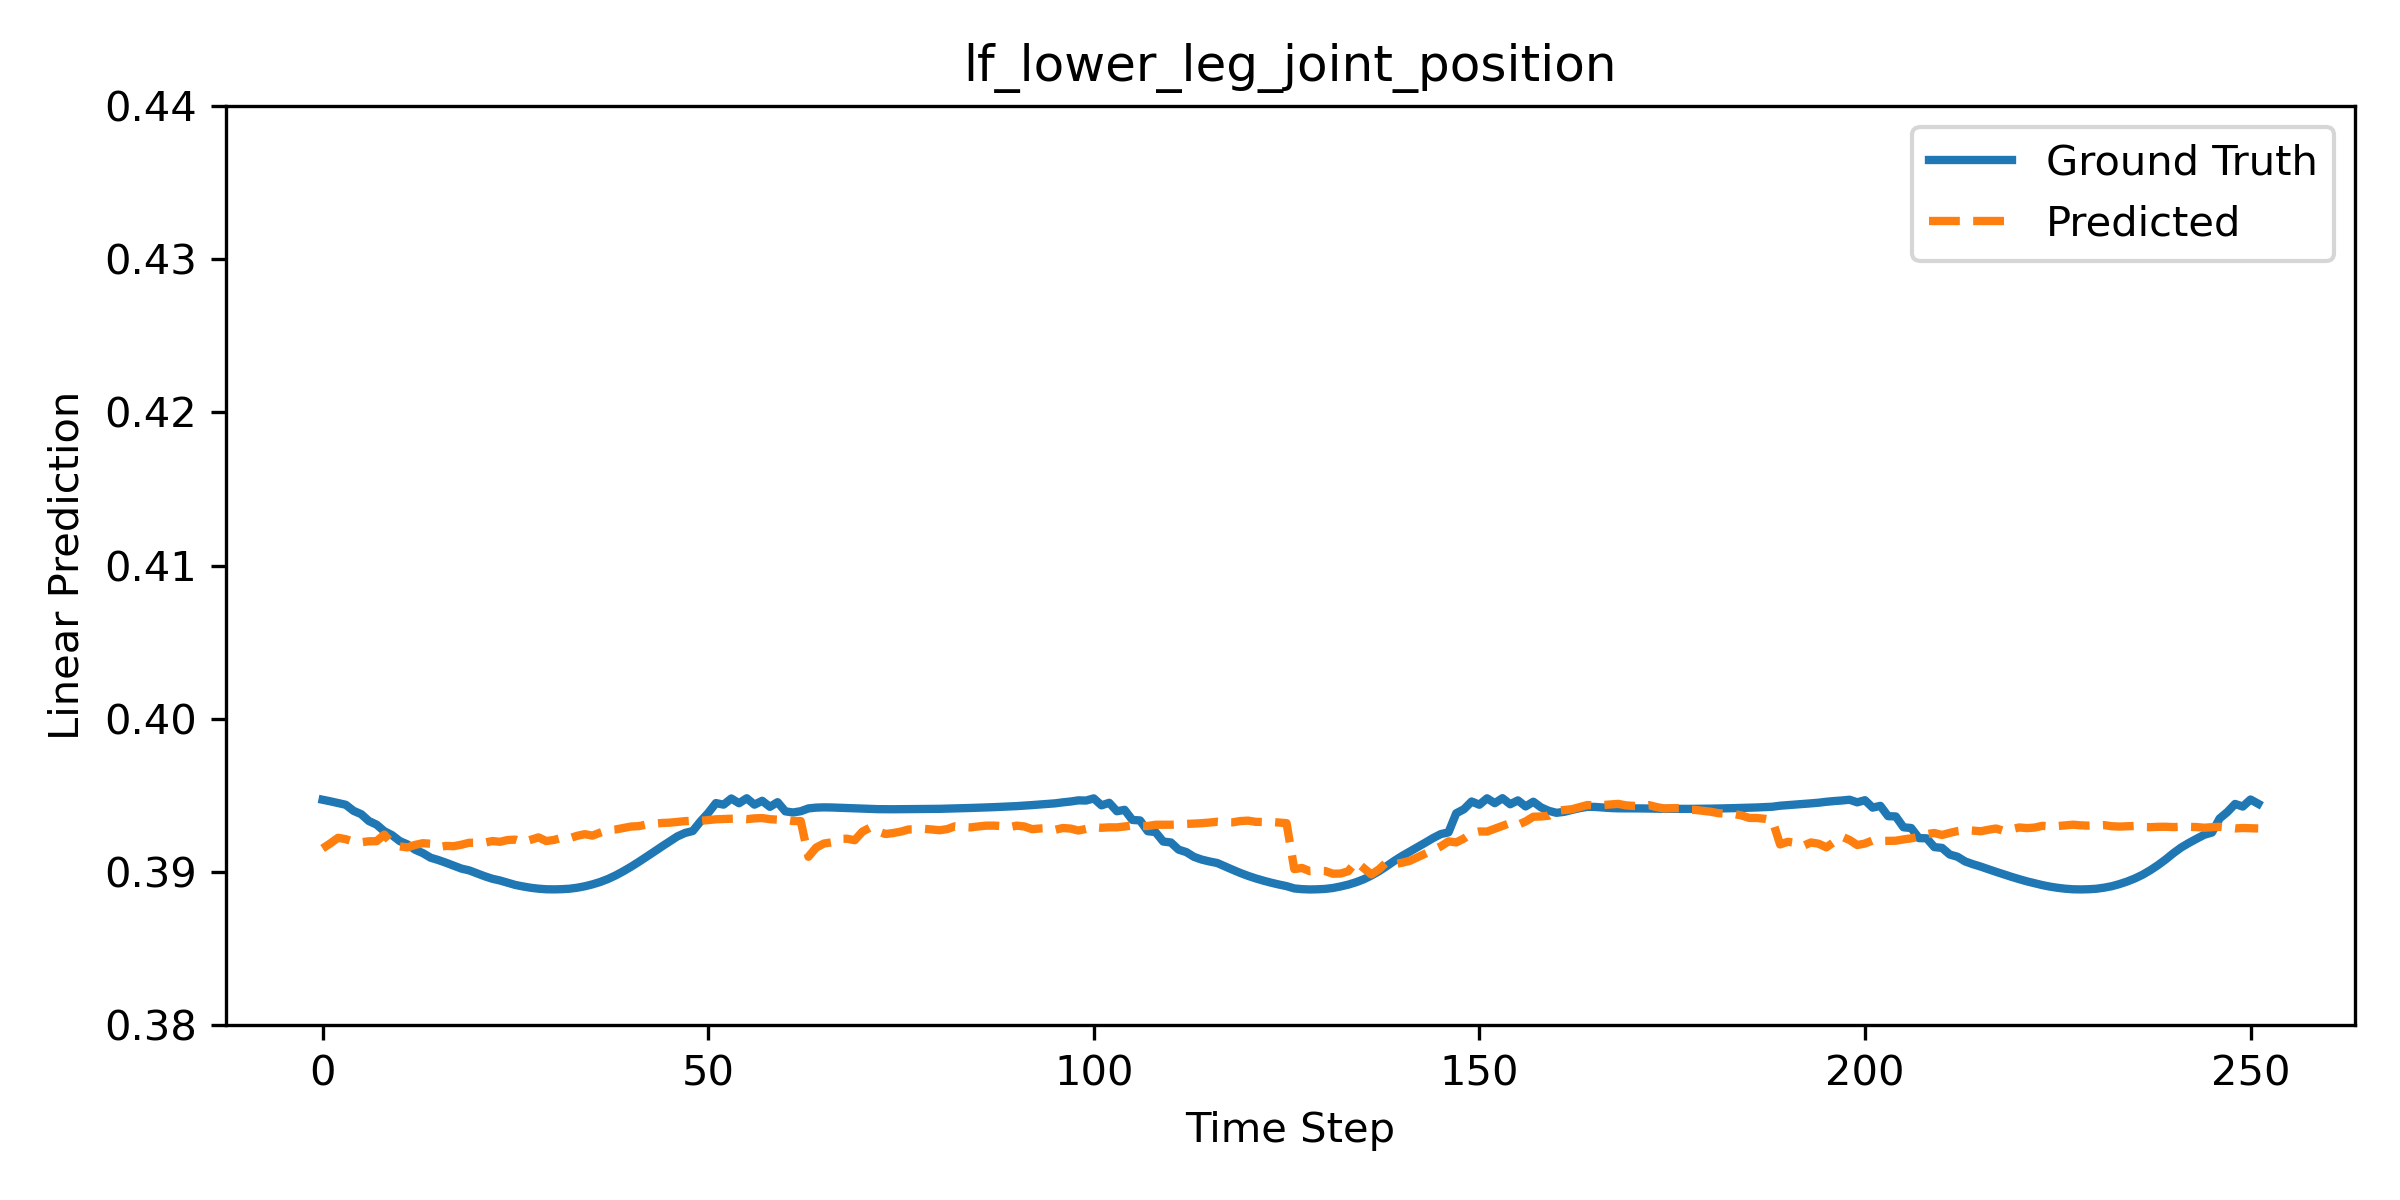 lf_lower_leg_joint_position
0.44
0.43
0.42
0.41
0.40
0.39
0.38
Linear Prediction
Ground Truth
Predicted
0 50 100 150 200 250
Time Step